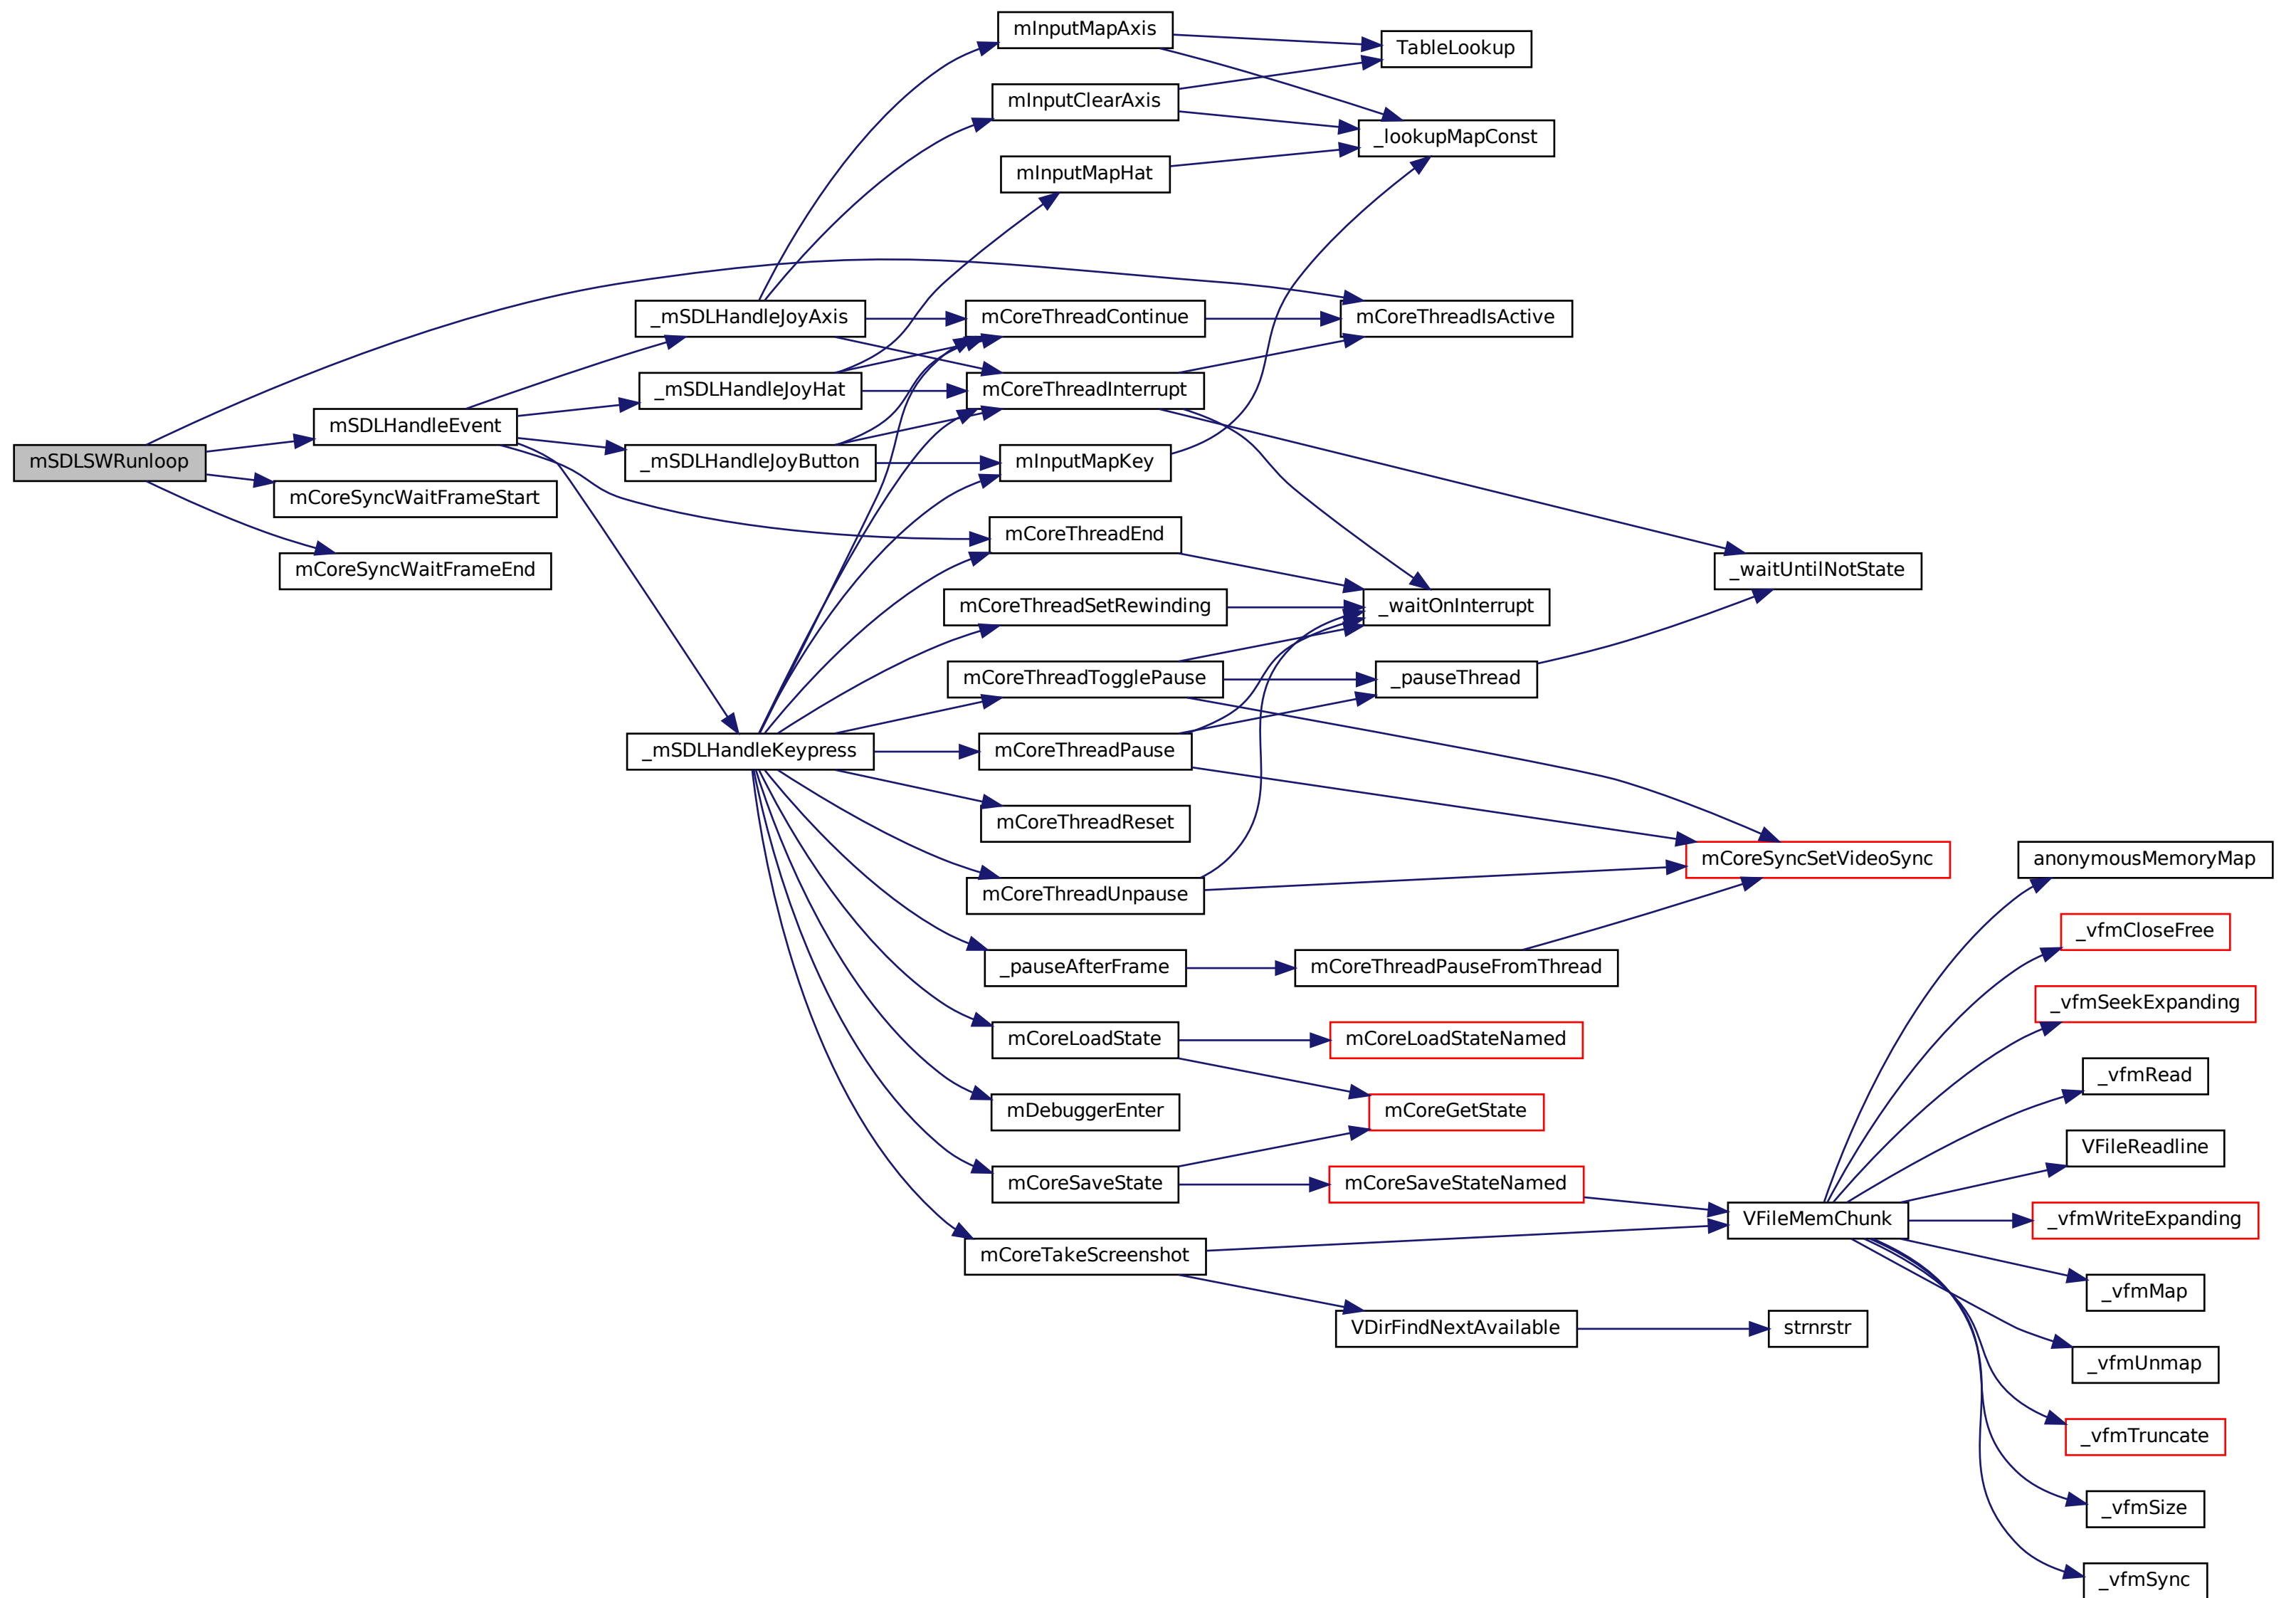 mSDLSWRunloop
mSDLHandleEvent
mCoreSyncWaitFrameStart
mCoreSyncWaitFrameEnd
_mSDLHandleJoyAxis
_mSDLHandleJoyHat
_mSDLHandleJoyButton
_mSDLHandleKeypress
mInputMapAxis
mInputClearAxis
mInputMapHat
mCoreThreadContinue
mCoreThreadInterrupt
mInputMapKey
mCoreThreadEnd
mCoreThreadSetRewinding
mCoreThreadTogglePause
mCoreThreadPause
mCoreThreadReset
mCoreThreadUnpause
_pauseAfterFrame
mCoreLoadState
mDebuggerEnter
mCoreSaveState
mCoreTakeScreenshot
TableLookup
_lookupMapConst
mCoreThreadIsActive
_waitOnInterrupt
_pauseThread
mCoreThreadPauseFromThread
mCoreLoadStateNamed
mCoreGetState
mCoreSaveStateNamed
VDirFindNextAvailable
_waitUntilNotState
mCoreSyncSetVideoSync
VFileMemChunk
strnrstr
anonymousMemoryMap
_vfmCloseFree
_vfmSeekExpanding
_vfmRead
VFileReadline
_vfmWriteExpanding
_vfmMap
_vfmUnmap
_vfmTruncate
_vfmSize
_vfmSync